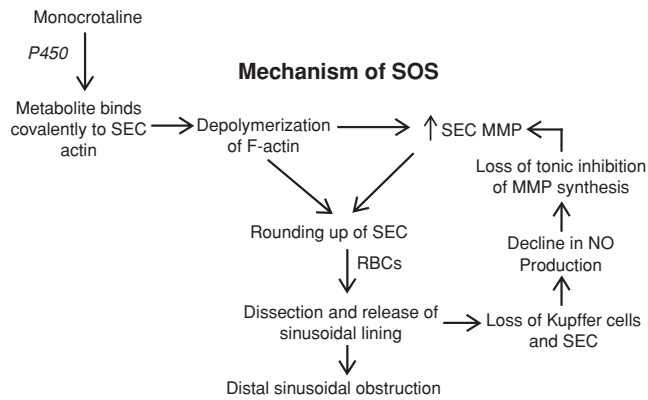 Monocrotaline
P450
Mechanism of SOS
Metabolite binds
covalently to SEC
actin
Depolymerization
of F-actin
↑ SEC MMP
Loss of tonic inhibition
of MMP synthesis
Rounding up of SEC
Decline in NO
Production
RBCs
Dissection and release of
sinusoidal lining
Loss of Kupffer cells
and SEC
Distal sinusoidal obstruction